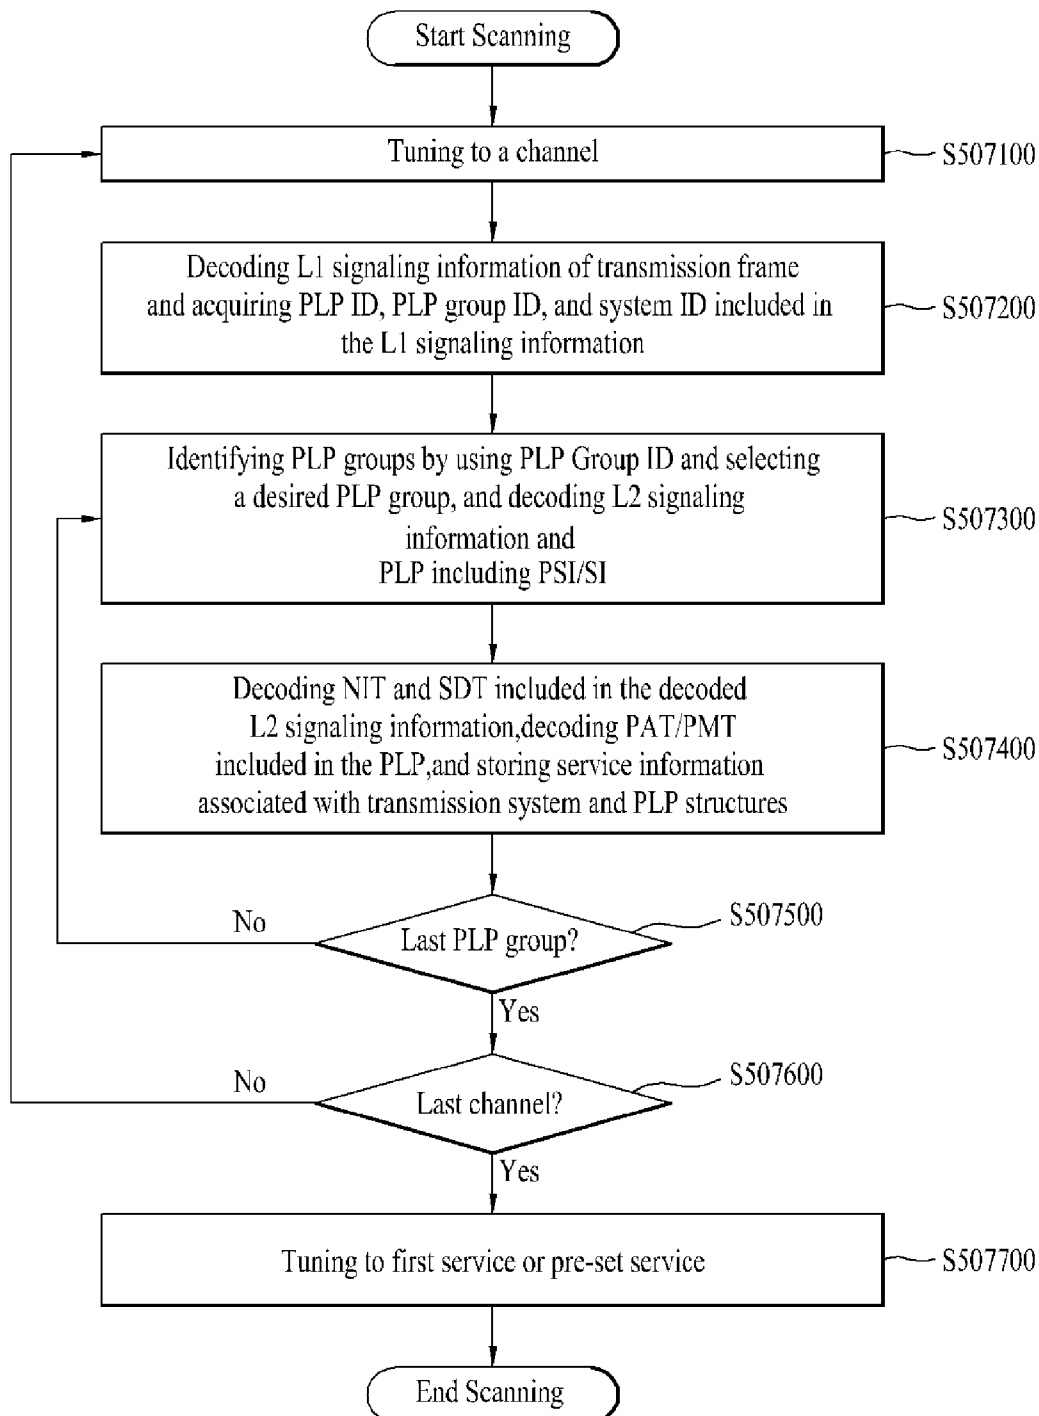 Start Scanning
Tuning to a channel
S507100
Decoding L1 signaling information of transmission frame
and acquiring PLP ID, PLP group ID, and system ID included in
the L1 signaling information
S507200
Identifying PLP groups by using PLP Group ID and selecting
a desired PLP group, and decoding L2 signaling
information and
PLP including PSI/SI
S507300
Decoding NIT and SDT included in the decoded
L2 signaling information,decoding PAT/PMT
included in the PLP,and storing service information
associated with transmission system and PLP structures
S507400
No
Last PLP group?
S507500
Yes
No
Last channel?
S507600
Yes
Tuning to first service or pre-set service
S507700
End Scanning